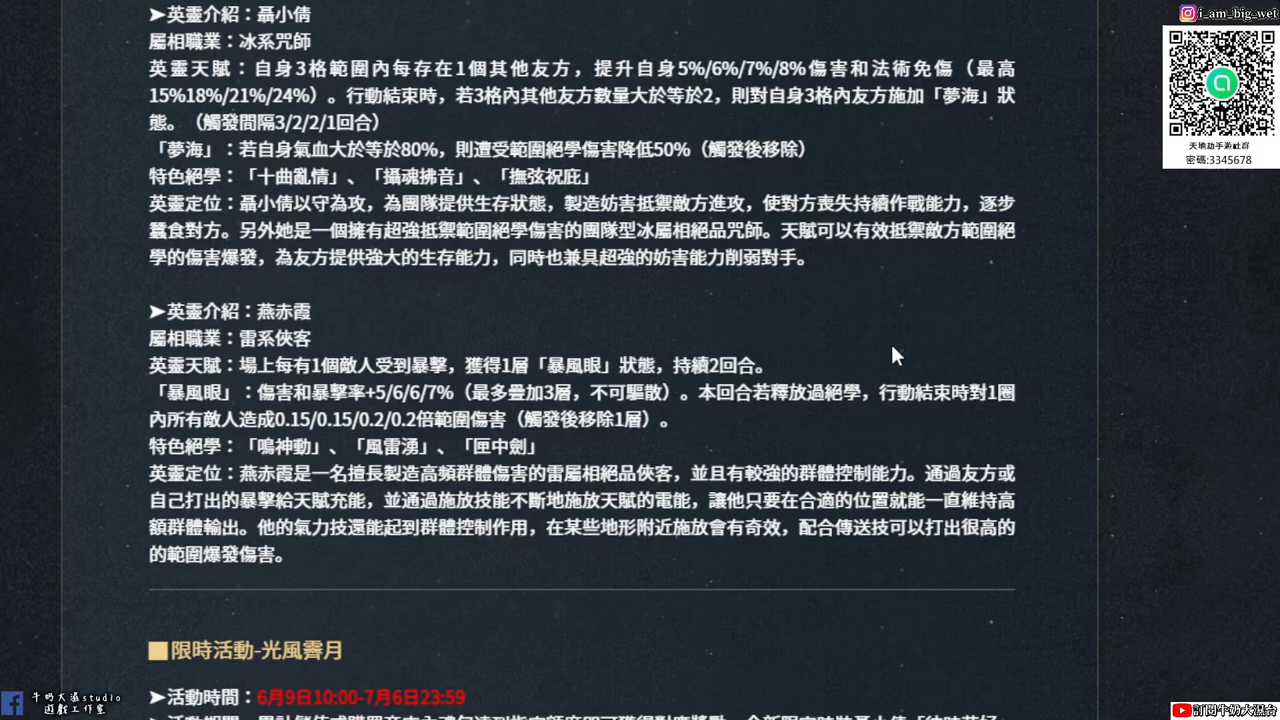 ➤英靈介紹：聶小倩
屬相職業：冰系咒師
英靈天賦：自身3格範圍內每存在1個其他友方，提升自身5%/6%/7%/8%傷害和法術免傷（最高
15%18%/21%/24%）。行動結束時，若3格內其他友方數量大於等於2，則對自身3格內友方施加「夢海」狀
態。（觸發間隔3/2/2/1回合）
「夢海」：若自身氣血大於等於80%，則遭受範圍絕學傷害降低50%（觸發後移除）
特色絕學：「十曲亂情」、「攝魂拂音」、「撫弦祝庇」
英靈定位：聶小倩以守為攻，為團隊提供生存狀態，製造妨害抵禦敵方進攻，使對方喪失持續作戰能力，逐步
蠶食對方。另外她是一個擁有超強抵禦範圍絕學傷害的團隊型冰屬相絕品咒師。天賦可以有效抵禦敵方範圍絕
學的傷害爆發，為友方提供強大的生存能力，同時也兼具超強的妨害能力削弱對手。
➤英靈介紹：燕赤霞
屬相職業：雷系俠客
英靈天賦：場上每有1個敵人受到暴擊，獲得1層「暴風眼」狀態，持續2回合。
「暴風眼」：傷害和暴擊率+5/6/6/7%（最多疊加3層，不可驅散）。本回合若釋放過絕學，行動結束時對1圈
內所有敵人造成0.15/0.15/0.2/0.2倍範圍傷害（觸發後移除1層）。
特色絕學：「鳴神動」、「風雷湧」、「匣中劍」
英靈定位：燕赤霞是一名擅長製造高頻群體傷害的雷屬相絕品俠客，並且有較強的群體控制能力。通過友方或
自己打出的暴擊給天賦充能，並通過施放技能不斷地施放天賦的電能，讓他只要在合適的位置就能一直維持高
額群體輸出。他的氣力技還能起到群體控制作用，在某些地形附近施放會有奇效，配合傳送技可以打出很高的
的範圍爆發傷害。
■限時活動-光風霽月
➤活動時間：6月9日10:00-7月6日23:59
i_am_big_wet
天地劫手遊社群
密碼:3345678
牛奶大濕studio
遊戲工作室
訂閱牛奶大濕